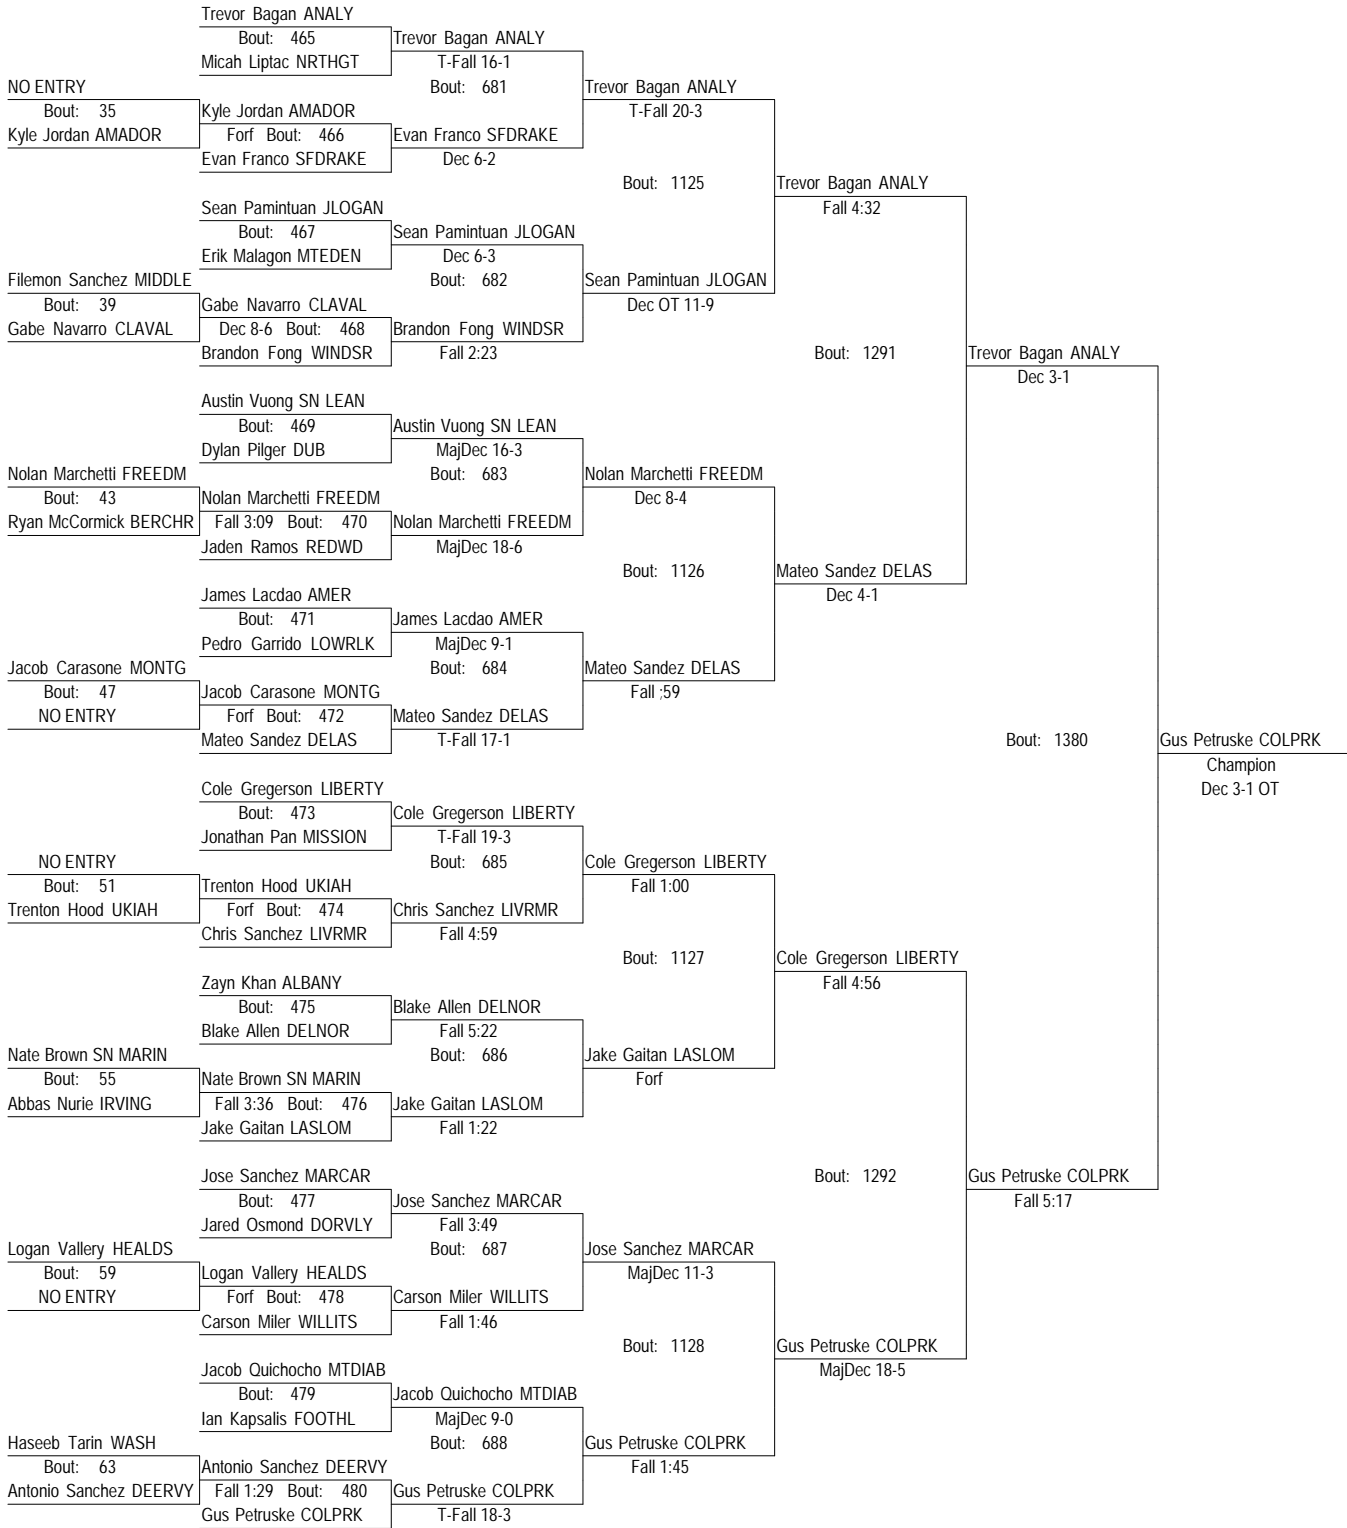 Trevor Bagan ANALY
Bout: 465
Trevor Bagan ANALY
Micah Liptac NRTHGT
T-Fall 16-1
NO ENTRY
Bout: 681
Trevor Bagan ANALY
Bout: 35
Kyle Jordan AMADOR
T-Fall 20-3
Kyle Jordan AMADOR
Forf Bout: 466
Evan Franco SFDRAKE
Evan Franco SFDRAKE
Dec 6-2
Bout: 1125
Trevor Bagan ANALY
Sean Pamintuan JLOGAN
Fall 4:32
Bout: 467
Sean Pamintuan JLOGAN
Erik Malagon MTEDEN
Dec 6-3
Filemon Sanchez MIDDLE
Bout: 682
Sean Pamintuan JLOGAN
Bout: 39
Gabe Navarro CLAVAL
Dec OT 11-9
Gabe Navarro CLAVAL
Dec 8-6 Bout: 468
Brandon Fong WINDSR
Brandon Fong WINDSR
Fall 2:23
Bout: 1291
Trevor Bagan ANALY
Dec 3-1
Austin Vuong SN LEAN
Bout: 469
Austin Vuong SN LEAN
Dylan Pilger DUB
MajDec 16-3
Nolan Marchetti FREEDM
Bout: 683
Nolan Marchetti FREEDM
Bout: 43
Nolan Marchetti FREEDM
Dec 8-4
Ryan McCormick BERCHR
Fall 3:09 Bout: 470
Nolan Marchetti FREEDM
Jaden Ramos REDWD
MajDec 18-6
Bout: 1126
Mateo Sandez DELAS
James Lacdao AMER
Dec 4-1
Bout: 471
James Lacdao AMER
Pedro Garrido LOWRLK
MajDec 9-1
Jacob Carasone MONTG
Bout: 684
Mateo Sandez DELAS
Bout: 47
Jacob Carasone MONTG
Fall ;59
NO ENTRY
Forf Bout: 472
Mateo Sandez DELAS
Mateo Sandez DELAS
T-Fall 17-1
Bout: 1380
Gus Petruske COLPRK
Champion
Dec 3-1 OT
Cole Gregerson LIBERTY
Bout: 473
Cole Gregerson LIBERTY
Jonathan Pan MISSION
T-Fall 19-3
NO ENTRY
Bout: 685
Cole Gregerson LIBERTY
Bout: 51
Trenton Hood UKIAH
Fall 1:00
Trenton Hood UKIAH
Forf Bout: 474
Chris Sanchez LIVRMR
Chris Sanchez LIVRMR
Fall 4:59
Bout: 1127
Cole Gregerson LIBERTY
Zayn Khan ALBANY
Fall 4:56
Bout: 475
Blake Allen DELNOR
Blake Allen DELNOR
Fall 5:22
Nate Brown SN MARIN
Bout: 686
Jake Gaitan LASLOM
Bout: 55
Nate Brown SN MARIN
Forf
Abbas Nurie IRVING
Fall 3:36 Bout: 476
Jake Gaitan LASLOM
Jake Gaitan LASLOM
Fall 1:22
Jose Sanchez MARCAR
Bout: 1292
Gus Petruske COLPRK
Fall 5:17
Bout: 477
Jose Sanchez MARCAR
Jared Osmond DORVLY
Fall 3:49
Logan Vallery HEALDS
Bout: 687
Jose Sanchez MARCAR
Bout: 59
Logan Vallery HEALDS
MajDec 11-3
NO ENTRY
Forf Bout: 478
Carson Miler WILLITS
Carson Miler WILLITS
Fall 1:46
Bout: 1128
Gus Petruske COLPRK
Jacob Quichocho MTDIAB
MajDec 18-5
Bout: 479
Jacob Quichocho MTDIAB
Ian Kapsalis FOOTHL
MajDec 9-0
Haseeb Tarin WASH
Bout: 688
Gus Petruske COLPRK
Bout: 63
Antonio Sanchez DEERVY
Fall 1:45
Antonio Sanchez DEERVY
Fall 1:29 Bout: 480
Gus Petruske COLPRK
Gus Petruske COLPRK
T-Fall 18-3